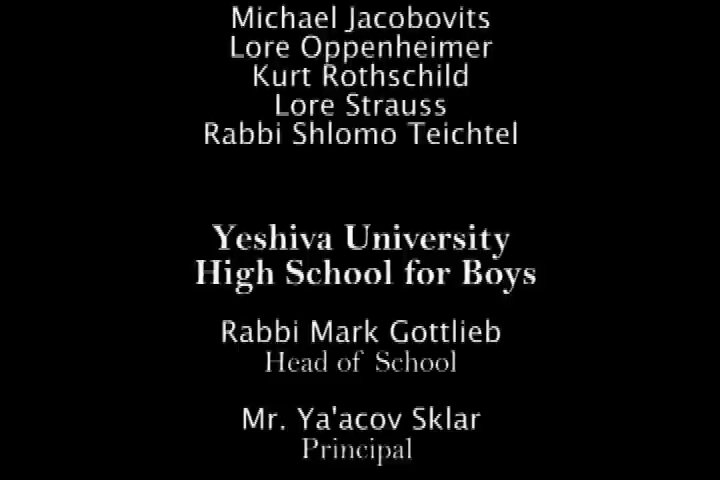 Michael Jacobovits
Lore Oppenheimer
Kurt Rothschild
Lore Strauss
Rabbi Shlomo Teichtel
Yeshiva University
High School for Boys
Rabbi Mark Gottlieb
Head of School
Mr. Ya'acov Sklar
Principal